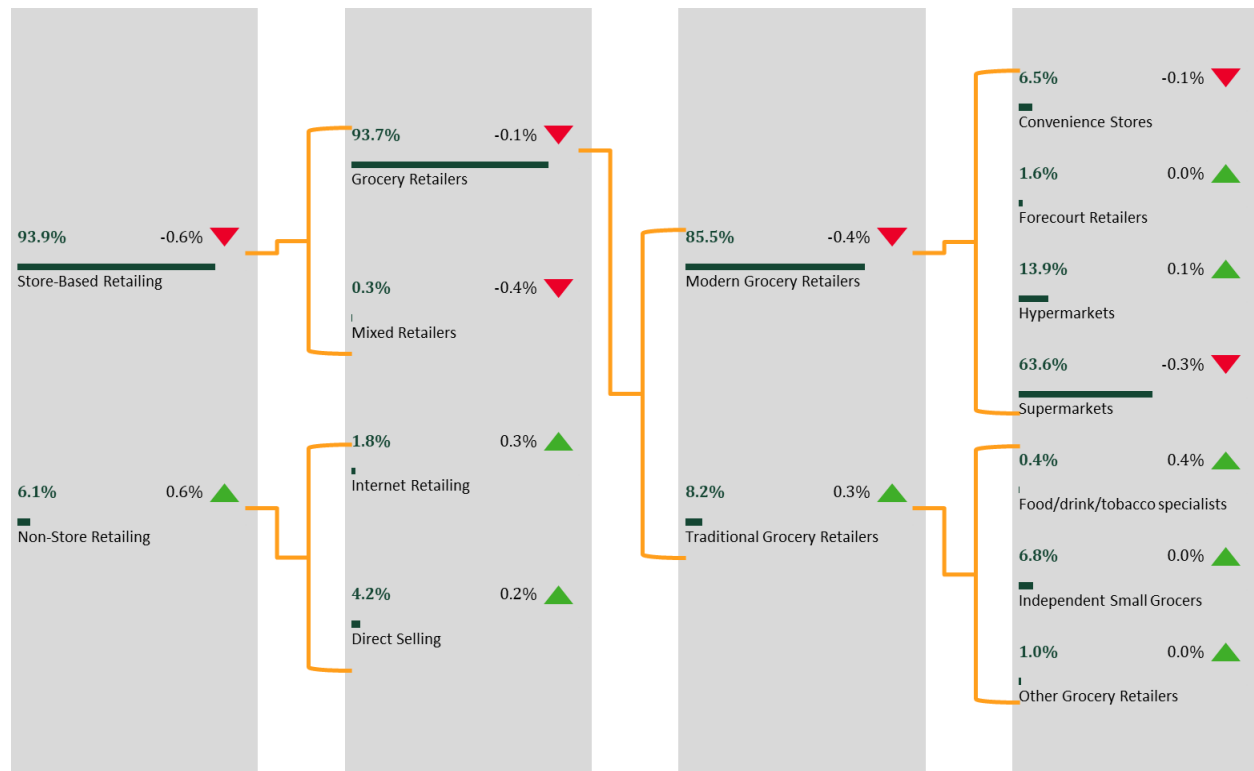 93.9% -0.6%
Store-Based Retailing
6.1% 0.6%
Non-Store Retailing
93.7% -0.1%
Grocery Retailers
0.3% -0.4%
Mixed Retailers
1.8% 0.3%
Internet Retailing
4.2% 0.2%
Direct Selling
85.5% -0.4%
Modern Grocery Retailers
8.2% 0.3%
Traditional Grocery Retailers
6.5% -0.1%
Convenience Stores
1.6% 0.0%
Forecourt Retailers
13.9% 0.1%
Hypermarkets
63.6% -0.3%
Supermarkets
0.4% 0.4%
Food/drink/tobacco specialists
6.8% 0.0%
Independent Small Grocers
1.0% 0.0%
Other Grocery Retailers